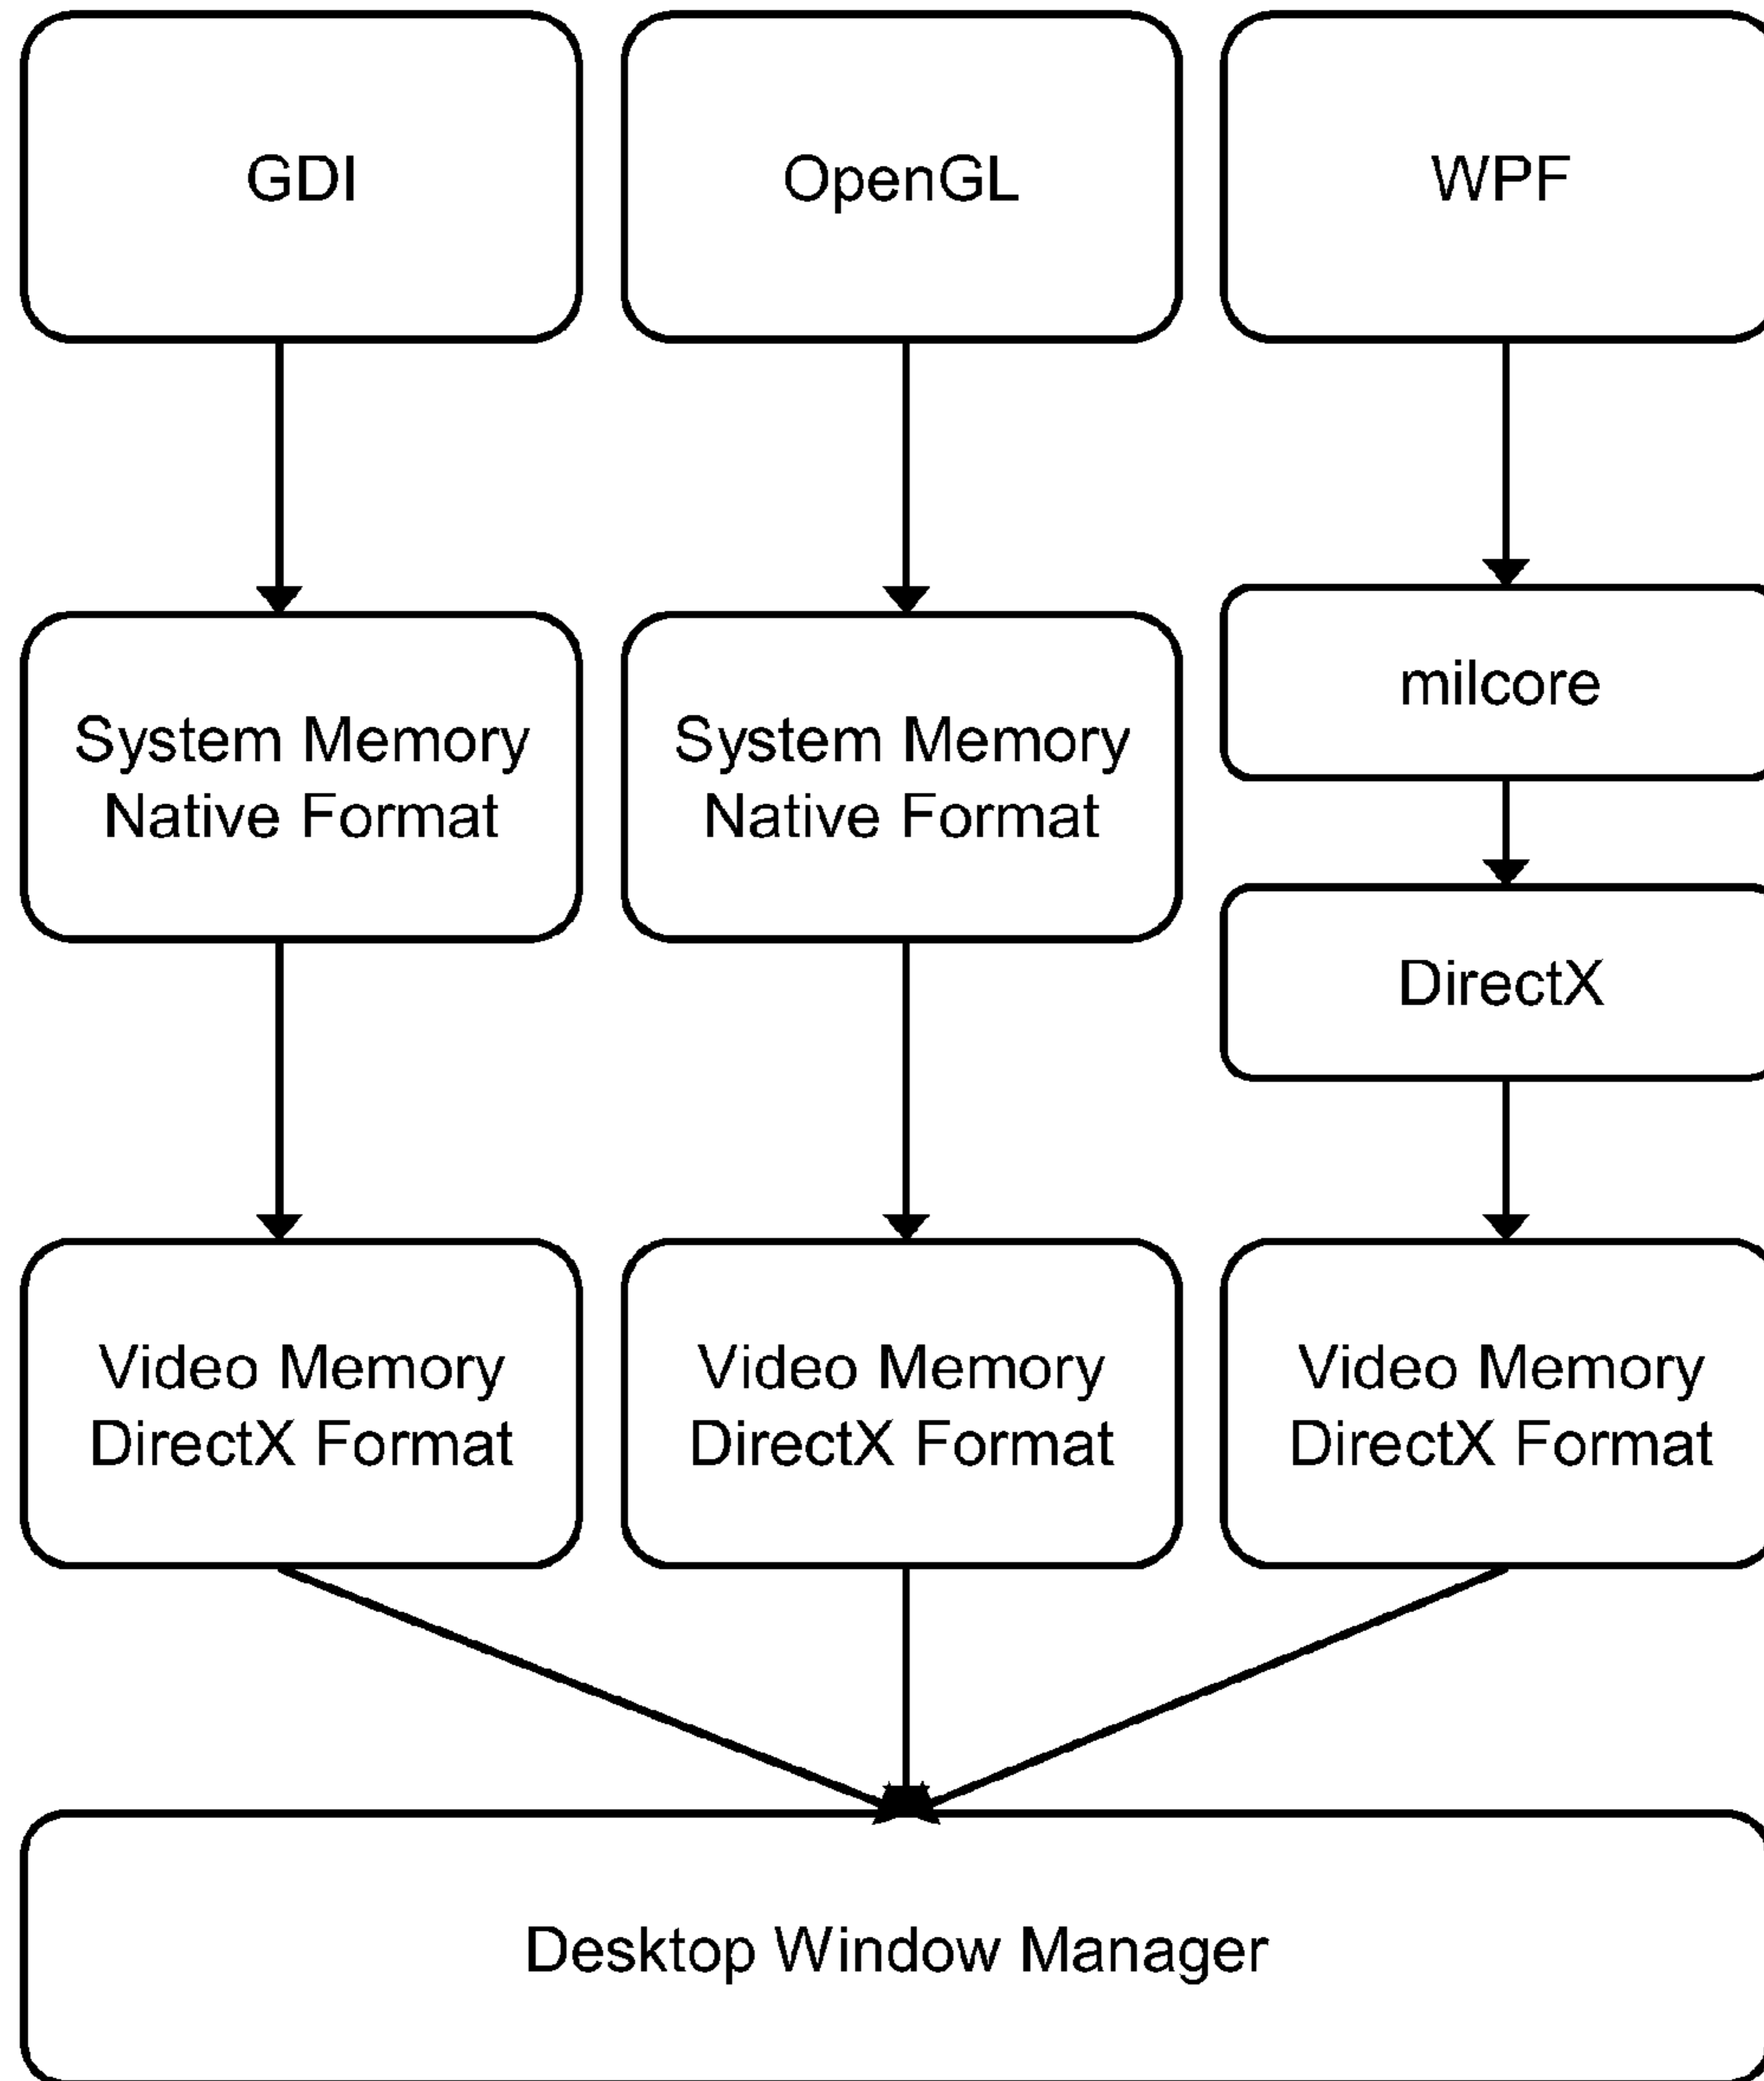 GDI
OpenGL
WPF
System Memory
Native Format
System Memory
Native Format
milcore
DirectX
Video Memory
DirectX Format
Video Memory
DirectX Format
Video Memory
DirectX Format
Desktop Window Manager